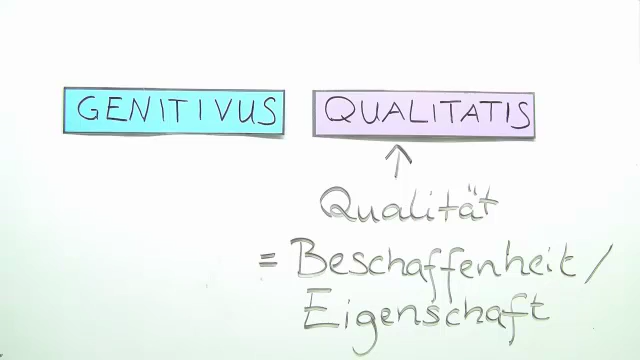 GENITIVUS QUALITATIS
↑
Qualität
= Beschaffenheit/
Eigenschaft